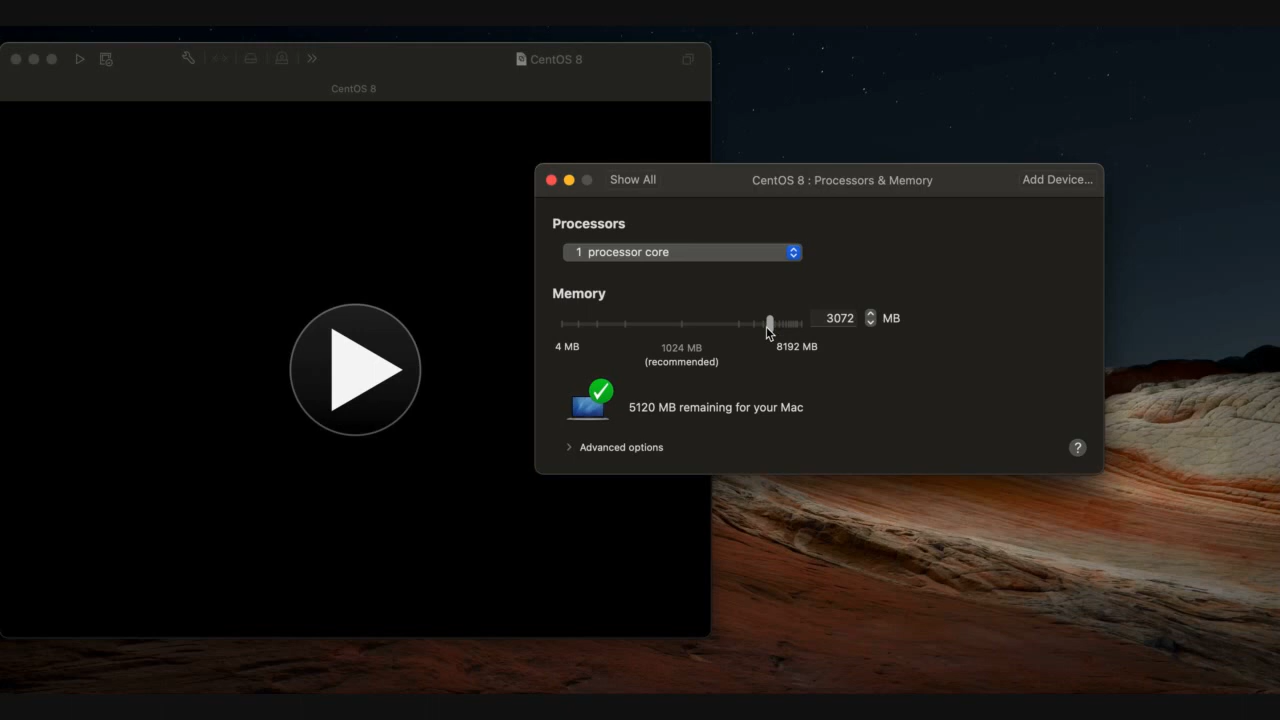 CentOS 8
CentOS 8
Show All
CentOS 8 : Processors & Memory
Add Device...
Processors
1 processor core
Memory
3072 MB
4 MB
1024 MB
(recommended)
8192 MB
5120 MB remaining for your Mac
Advanced options
?